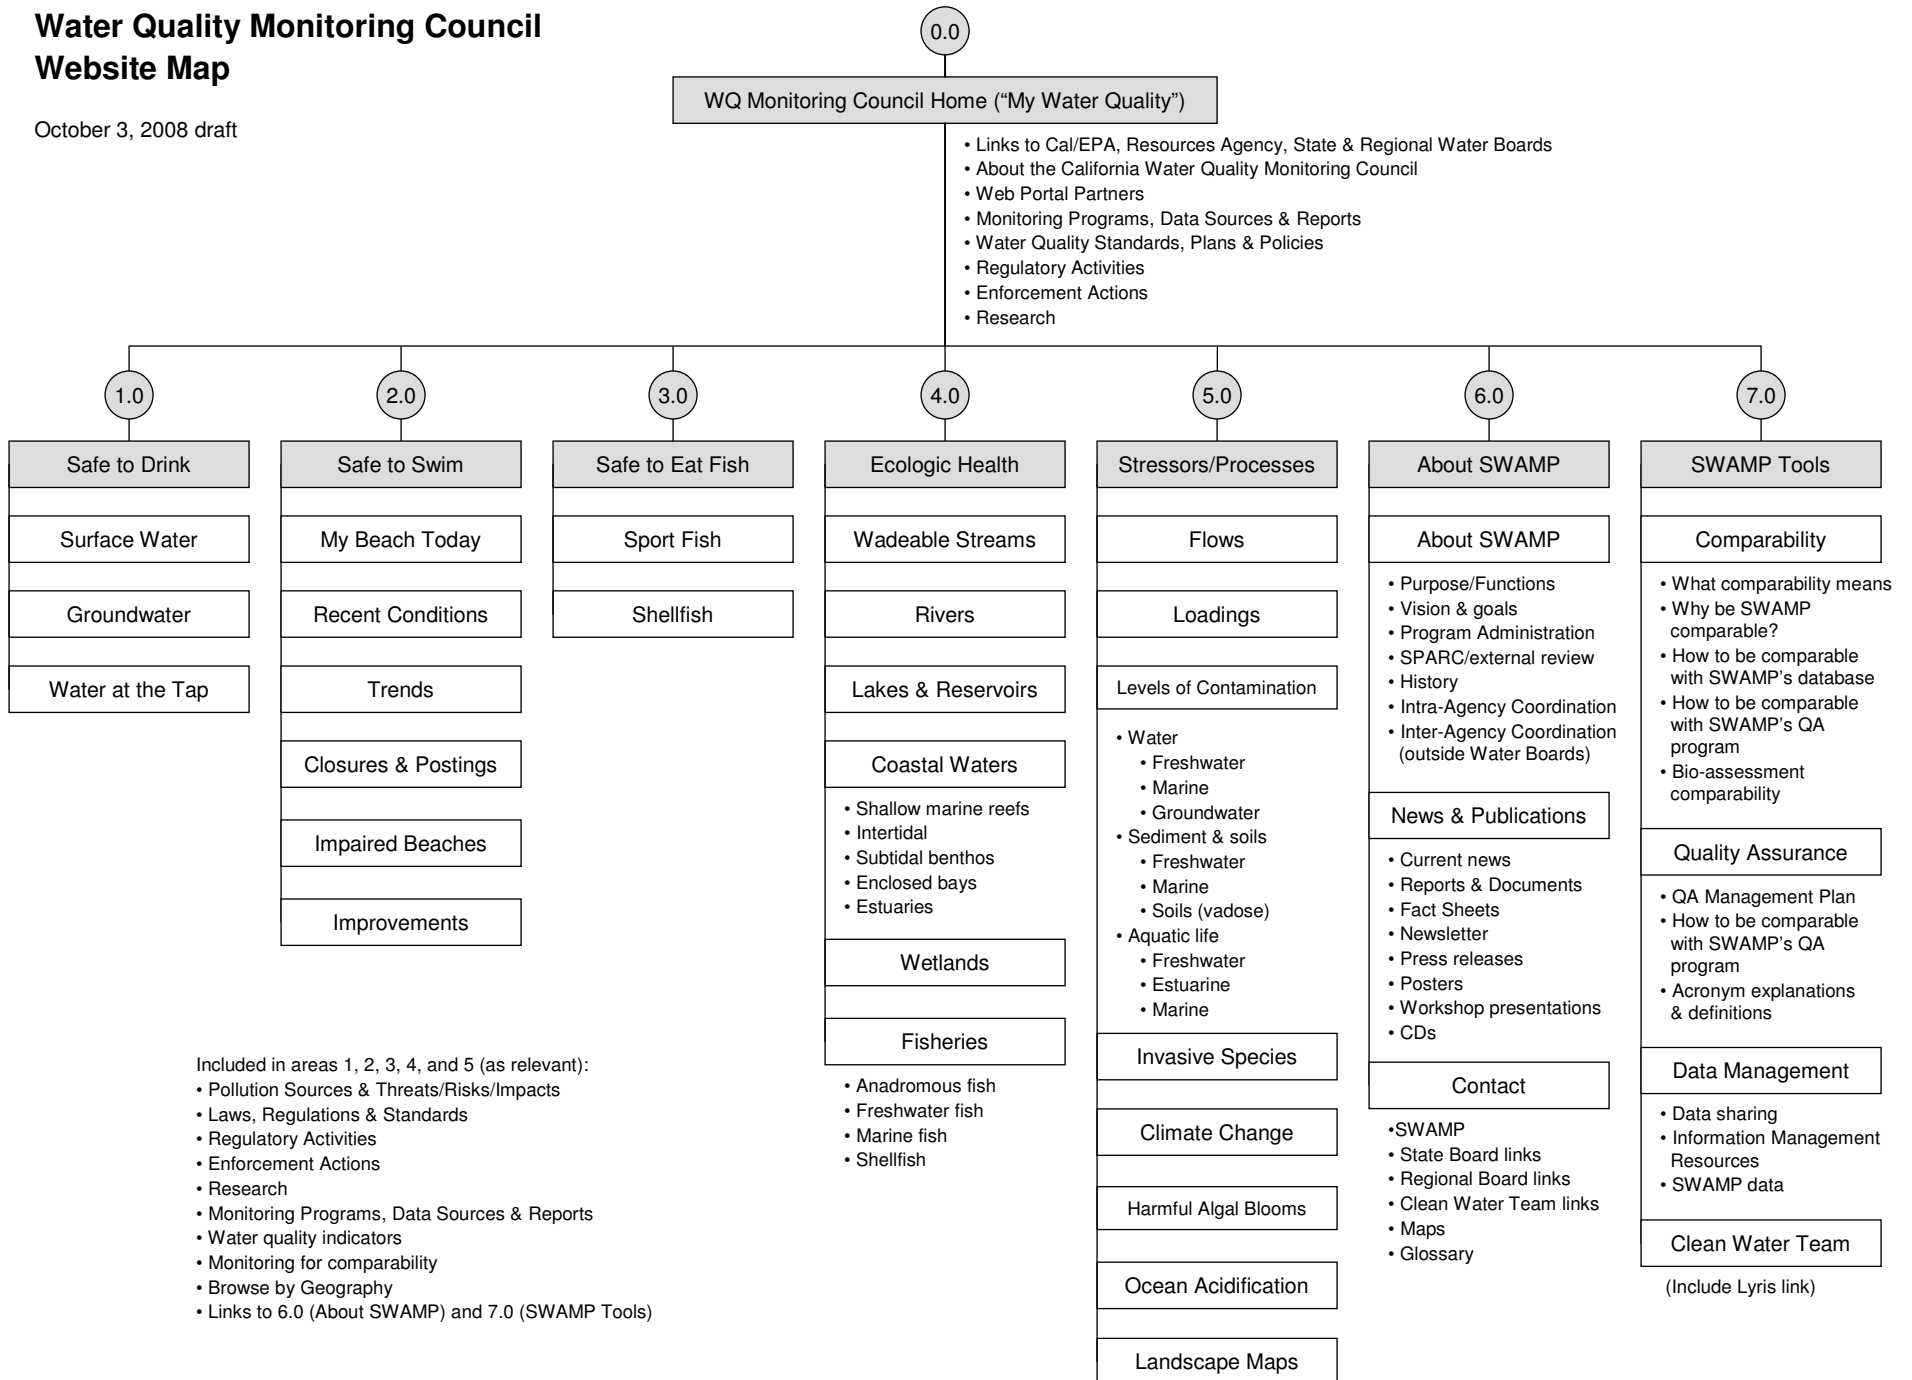 Water Quality Monitoring Council
Website Map
October 3, 2008 draft
0.0
WQ Monitoring Council Home (“My Water Quality”)
• Links to Cal/EPA, Resources Agency, State & Regional Water Boards
• About the California Water Quality Monitoring Council
• Web Portal Partners
• Monitoring Programs, Data Sources & Reports
• Water Quality Standards, Plans & Policies
• Regulatory Activities
• Enforcement Actions
• Research
1.0
Safe to Drink
Surface Water
Groundwater
Water at the Tap
2.0
Safe to Swim
My Beach Today
Recent Conditions
Trends
Closures & Postings
Impaired Beaches
Improvements
3.0
Safe to Eat Fish
Sport Fish
Shellfish
4.0
Ecologic Health
Wadeable Streams
Rivers
Lakes & Reservoirs
Coastal Waters
• Shallow marine reefs
• Intertidal
• Subtidal benthos
• Enclosed bays
• Estuaries
Wetlands
Fisheries
• Anadromous fish
• Freshwater fish
• Marine fish
• Shellfish
5.0
Stressors/Processes
Flows
Loadings
Levels of Contamination
• Water
• Freshwater
• Marine
• Groundwater
• Sediment & soils
• Freshwater
• Marine
• Soils (vadose)
• Aquatic life
• Freshwater
• Estuarine
• Marine
Invasive Species
Climate Change
Harmful Algal Blooms
Ocean Acidification
Landscape Maps
6.0
About SWAMP
About SWAMP
• Purpose/Functions
• Vision & goals
• Program Administration
• SPARC/external review
• History
• Intra-Agency Coordination
• Inter-Agency Coordination
(outside Water Boards)
News & Publications
• Current news
• Reports & Documents
• Fact Sheets
• Newsletter
• Press releases
• Posters
• Workshop presentations
• CDs
Contact
•SWAMP
• State Board links
• Regional Board links
• Clean Water Team links
• Maps
• Glossary
7.0
SWAMP Tools
Comparability
• What comparability means
• Why be SWAMP
comparable?
• How to be comparable
with SWAMP’s database
• How to be comparable
with SWAMP’s QA
program
• Bio-assessment
comparability
Quality Assurance
• QA Management Plan
• How to be comparable
with SWAMP’s QA
program
• Acronym explanations
& definitions
Data Management
• Data sharing
• Information Management
Resources
• SWAMP data
Clean Water Team
(Include Lyris link)
Included in areas 1, 2, 3, 4, and 5 (as relevant):
• Pollution Sources & Threats/Risks/Impacts
• Laws, Regulations & Standards
• Regulatory Activities
• Enforcement Actions
• Research
• Monitoring Programs, Data Sources & Reports
• Water quality indicators
• Monitoring for comparability
• Browse by Geography
• Links to 6.0 (About SWAMP) and 7.0 (SWAMP Tools)